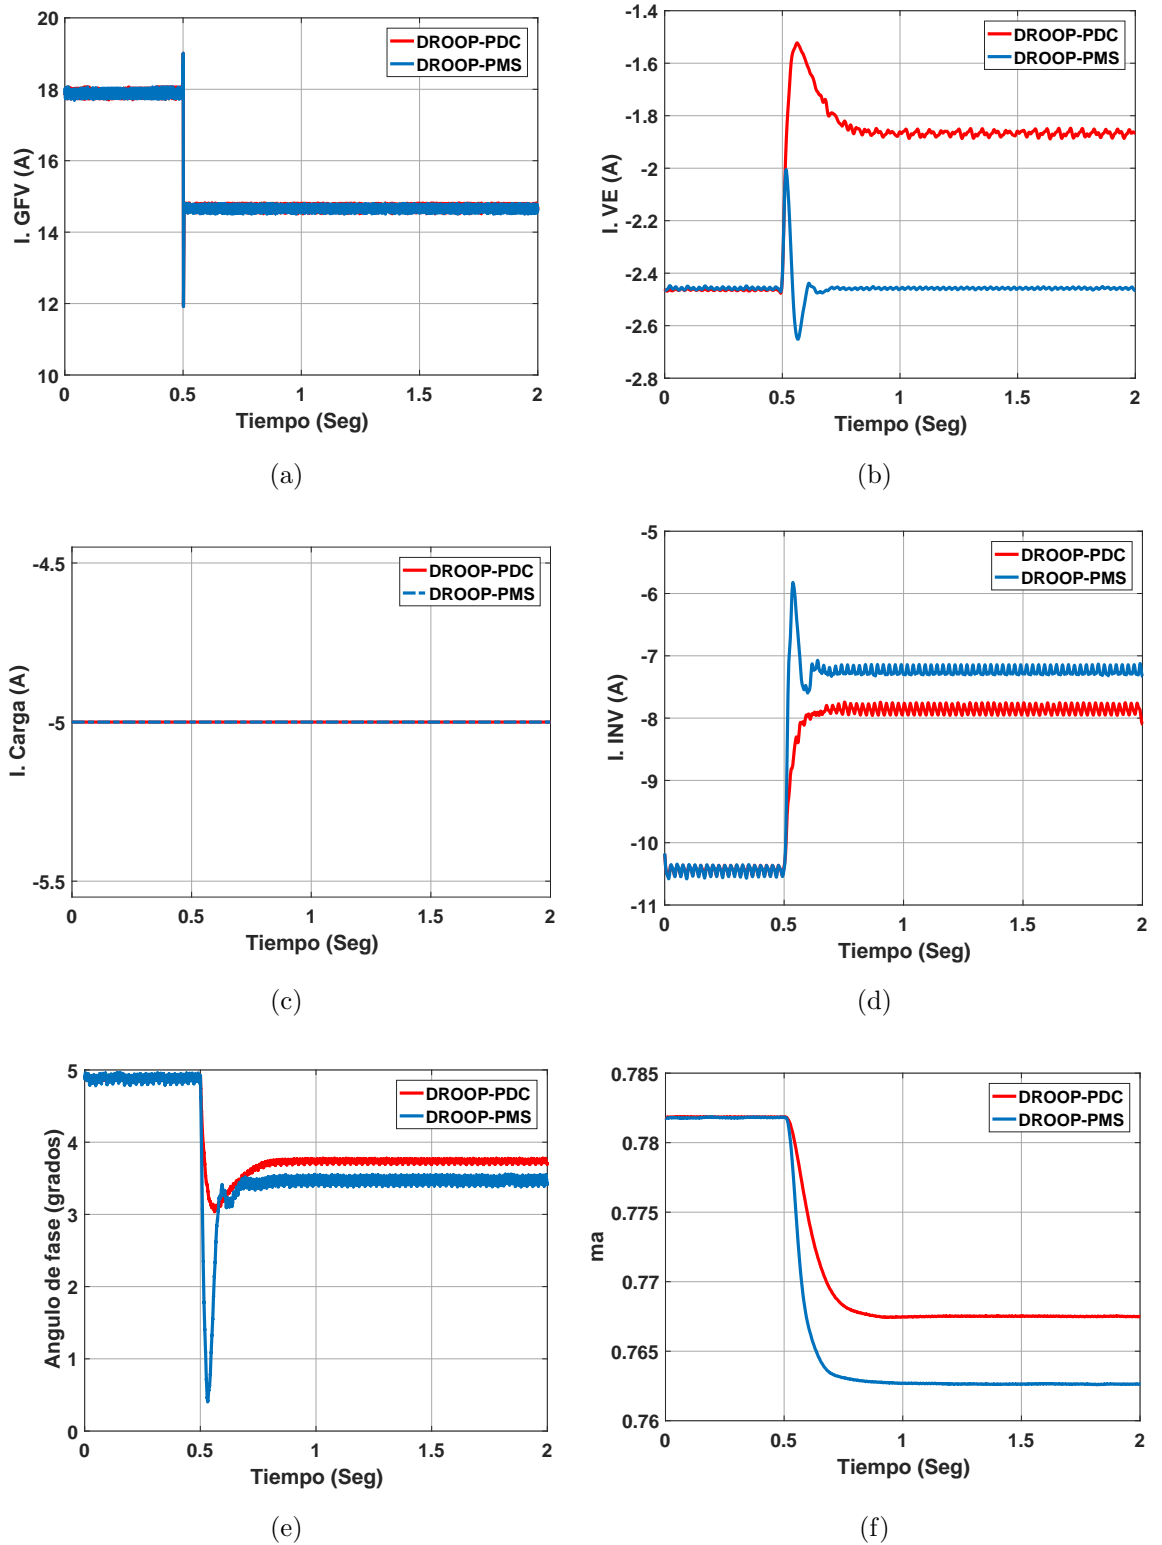 20
18
16
14
12
10
I. GFV (A)
DROOP-PDC
DROOP-PMS
0 0.5 1 1.5 2
Tiempo (Seg)
(a)
-1.4
-1.6
-1.8
-2
-2.2
-2.4
-2.6
-2.8
I. VE (A)
DROOP-PDC
DROOP-PMS
0 0.5 1 1.5 2
Tiempo (Seg)
(b)
-4.5
-5
-5.5
I. Carga (A)
DROOP-PDC
DROOP-PMS
0 0.5 1 1.5 2
Tiempo (Seg)
(c)
-5
-6
-7
-8
-9
-10
-11
I. INV (A)
DROOP-PDC
DROOP-PMS
0 0.5 1 1.5 2
Tiempo (Seg)
(d)
5
4
3
2
1
0
Angulo de fase (grados)
DROOP-PDC
DROOP-PMS
0 0.5 1 1.5 2
Tiempo (Seg)
(e)
0.785
0.78
0.775
0.77
0.765
0.76
ma
DROOP-PDC
DROOP-PMS
0 0.5 1 1.5 2
Tiempo (Seg)
(f)